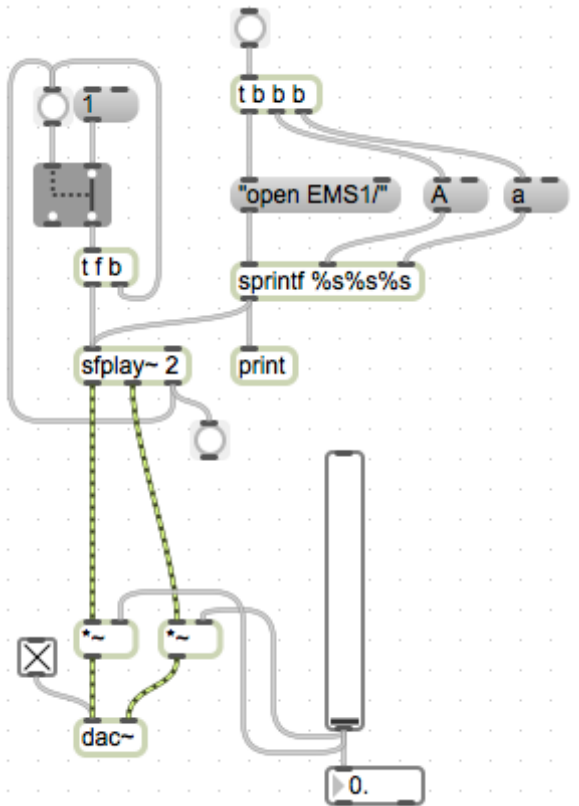 t b b b
1
"open EMS1/"
A
a
t f b
sprintf %s%s%s
sfplay~ 2
print
*~
*~
dac~
0.